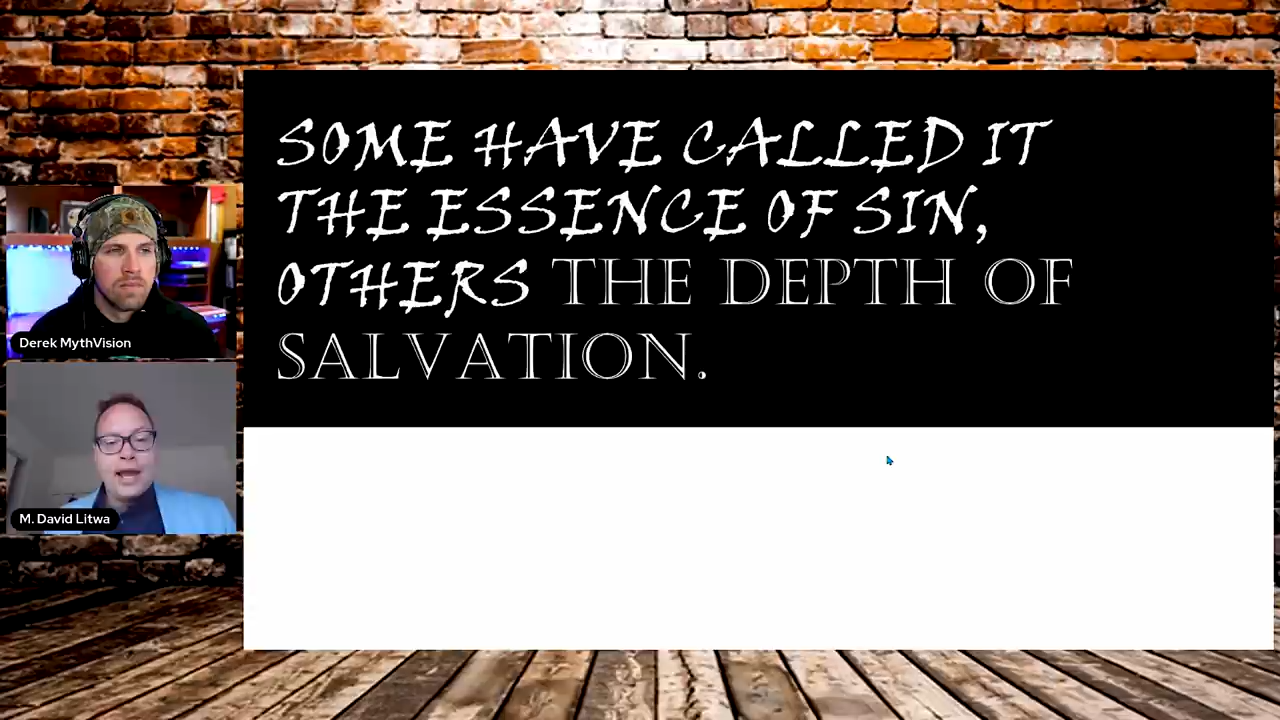 SOME HAVE CALLED IT
THE ESSENCE OF SIN,
OTHERS THE DEPTH OF
SALVATION.
Derek MythVision
M. David Litwa